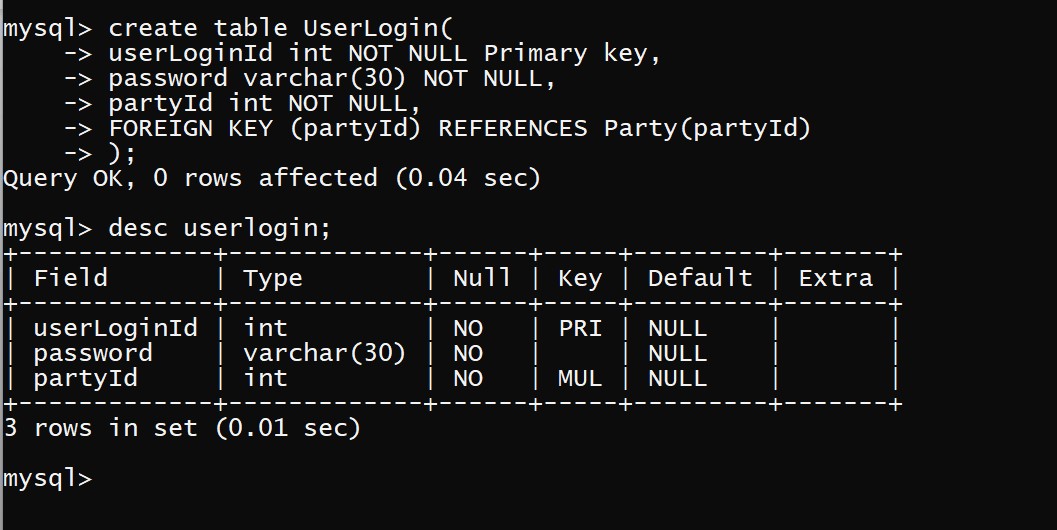 mysql> create table UserLogin(
    -> userLoginId int NOT NULL Primary key,
    -> password varchar(30) NOT NULL,
    -> partyId int NOT NULL,
    -> FOREIGN KEY (partyId) REFERENCES Party(partyId)
    -> );
Query OK, 0 rows affected (0.04 sec)

mysql> desc userlogin;
+-------------+-------------+------+-----+---------+-------+
| Field       | Type        | Null | Key | Default | Extra |
+-------------+-------------+------+-----+---------+-------+
| userLoginId | int         | NO   | PRI | NULL    |       |
| password    | varchar(30) | NO   |     | NULL    |       |
| partyId     | int         | NO   | MUL | NULL    |       |
+-------------+-------------+------+-----+---------+-------+
3 rows in set (0.01 sec)

mysql>